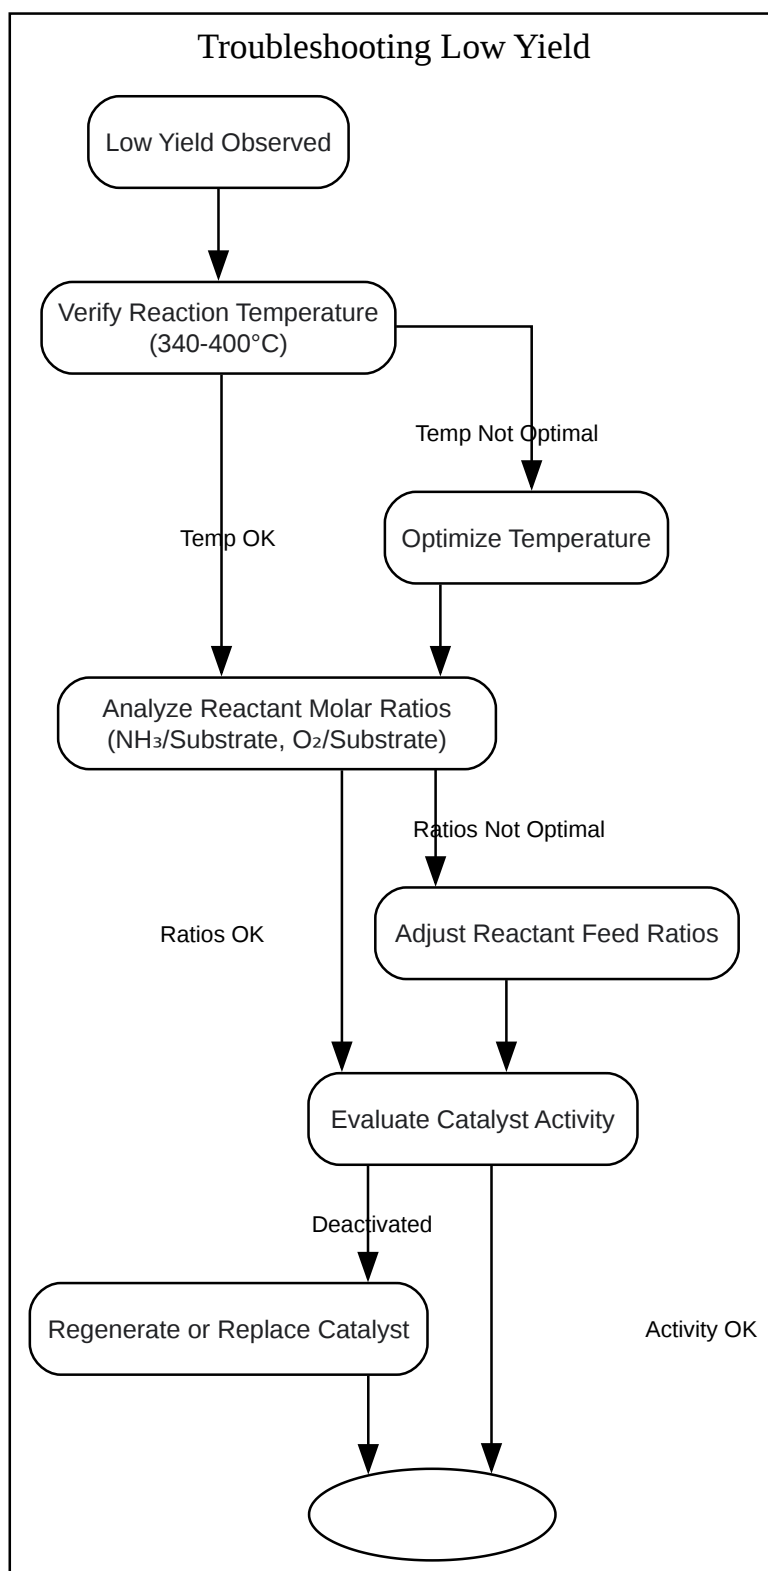 Troubleshooting Low Yield
Low Yield Observed
Verify Reaction Temperature
(340-400°C)
Temp Not Optimal
Temp OK
Optimize Temperature
Analyze Reactant Molar Ratios
(NH₃/Substrate, O₂/Substrate)
Ratios Not Optimal
Ratios OK
Adjust Reactant Feed Ratios
Evaluate Catalyst Activity
Deactivated
Regenerate or Replace Catalyst
Activity OK